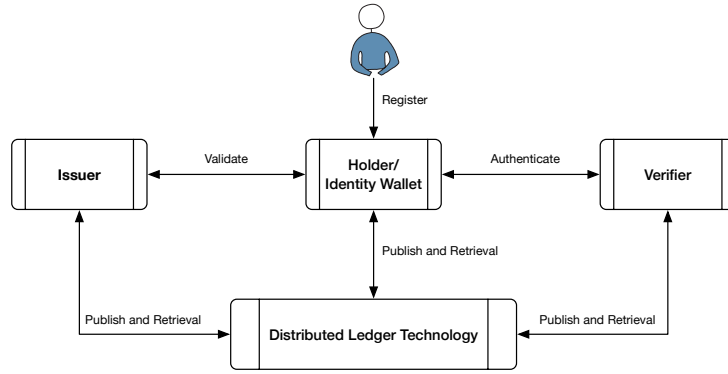 Register
Issuer
Validate
Holder/
Identity Wallet
Authenticate
Verifier
Publish and Retrieval
Publish and Retrieval
Distributed Ledger Technology
Publish and Retrieval